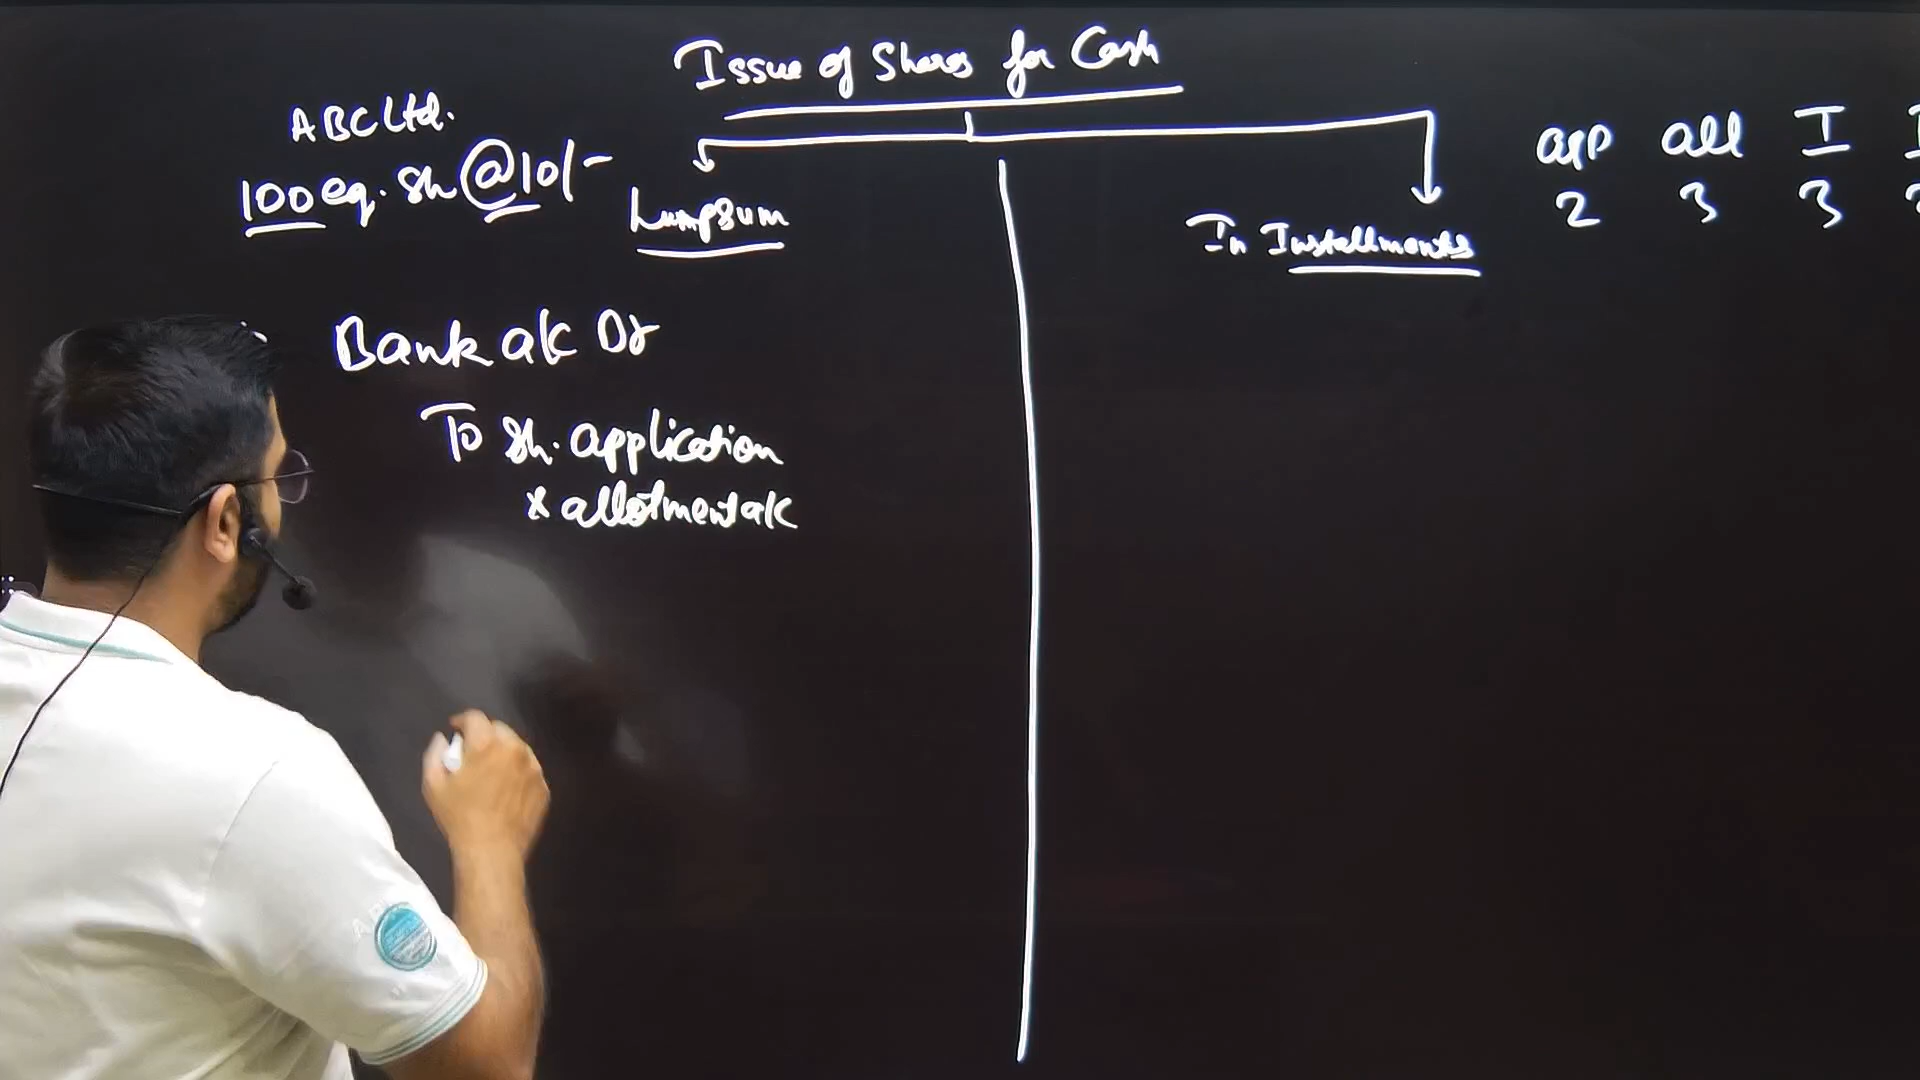 Issue of Shares for Cash
ABC Ltd.
100 eq. sh @ 10/-
Lumpsum
In Installments
app all I
2 3 3
Bank a/c Dr
To sh. application
& allotment a/c